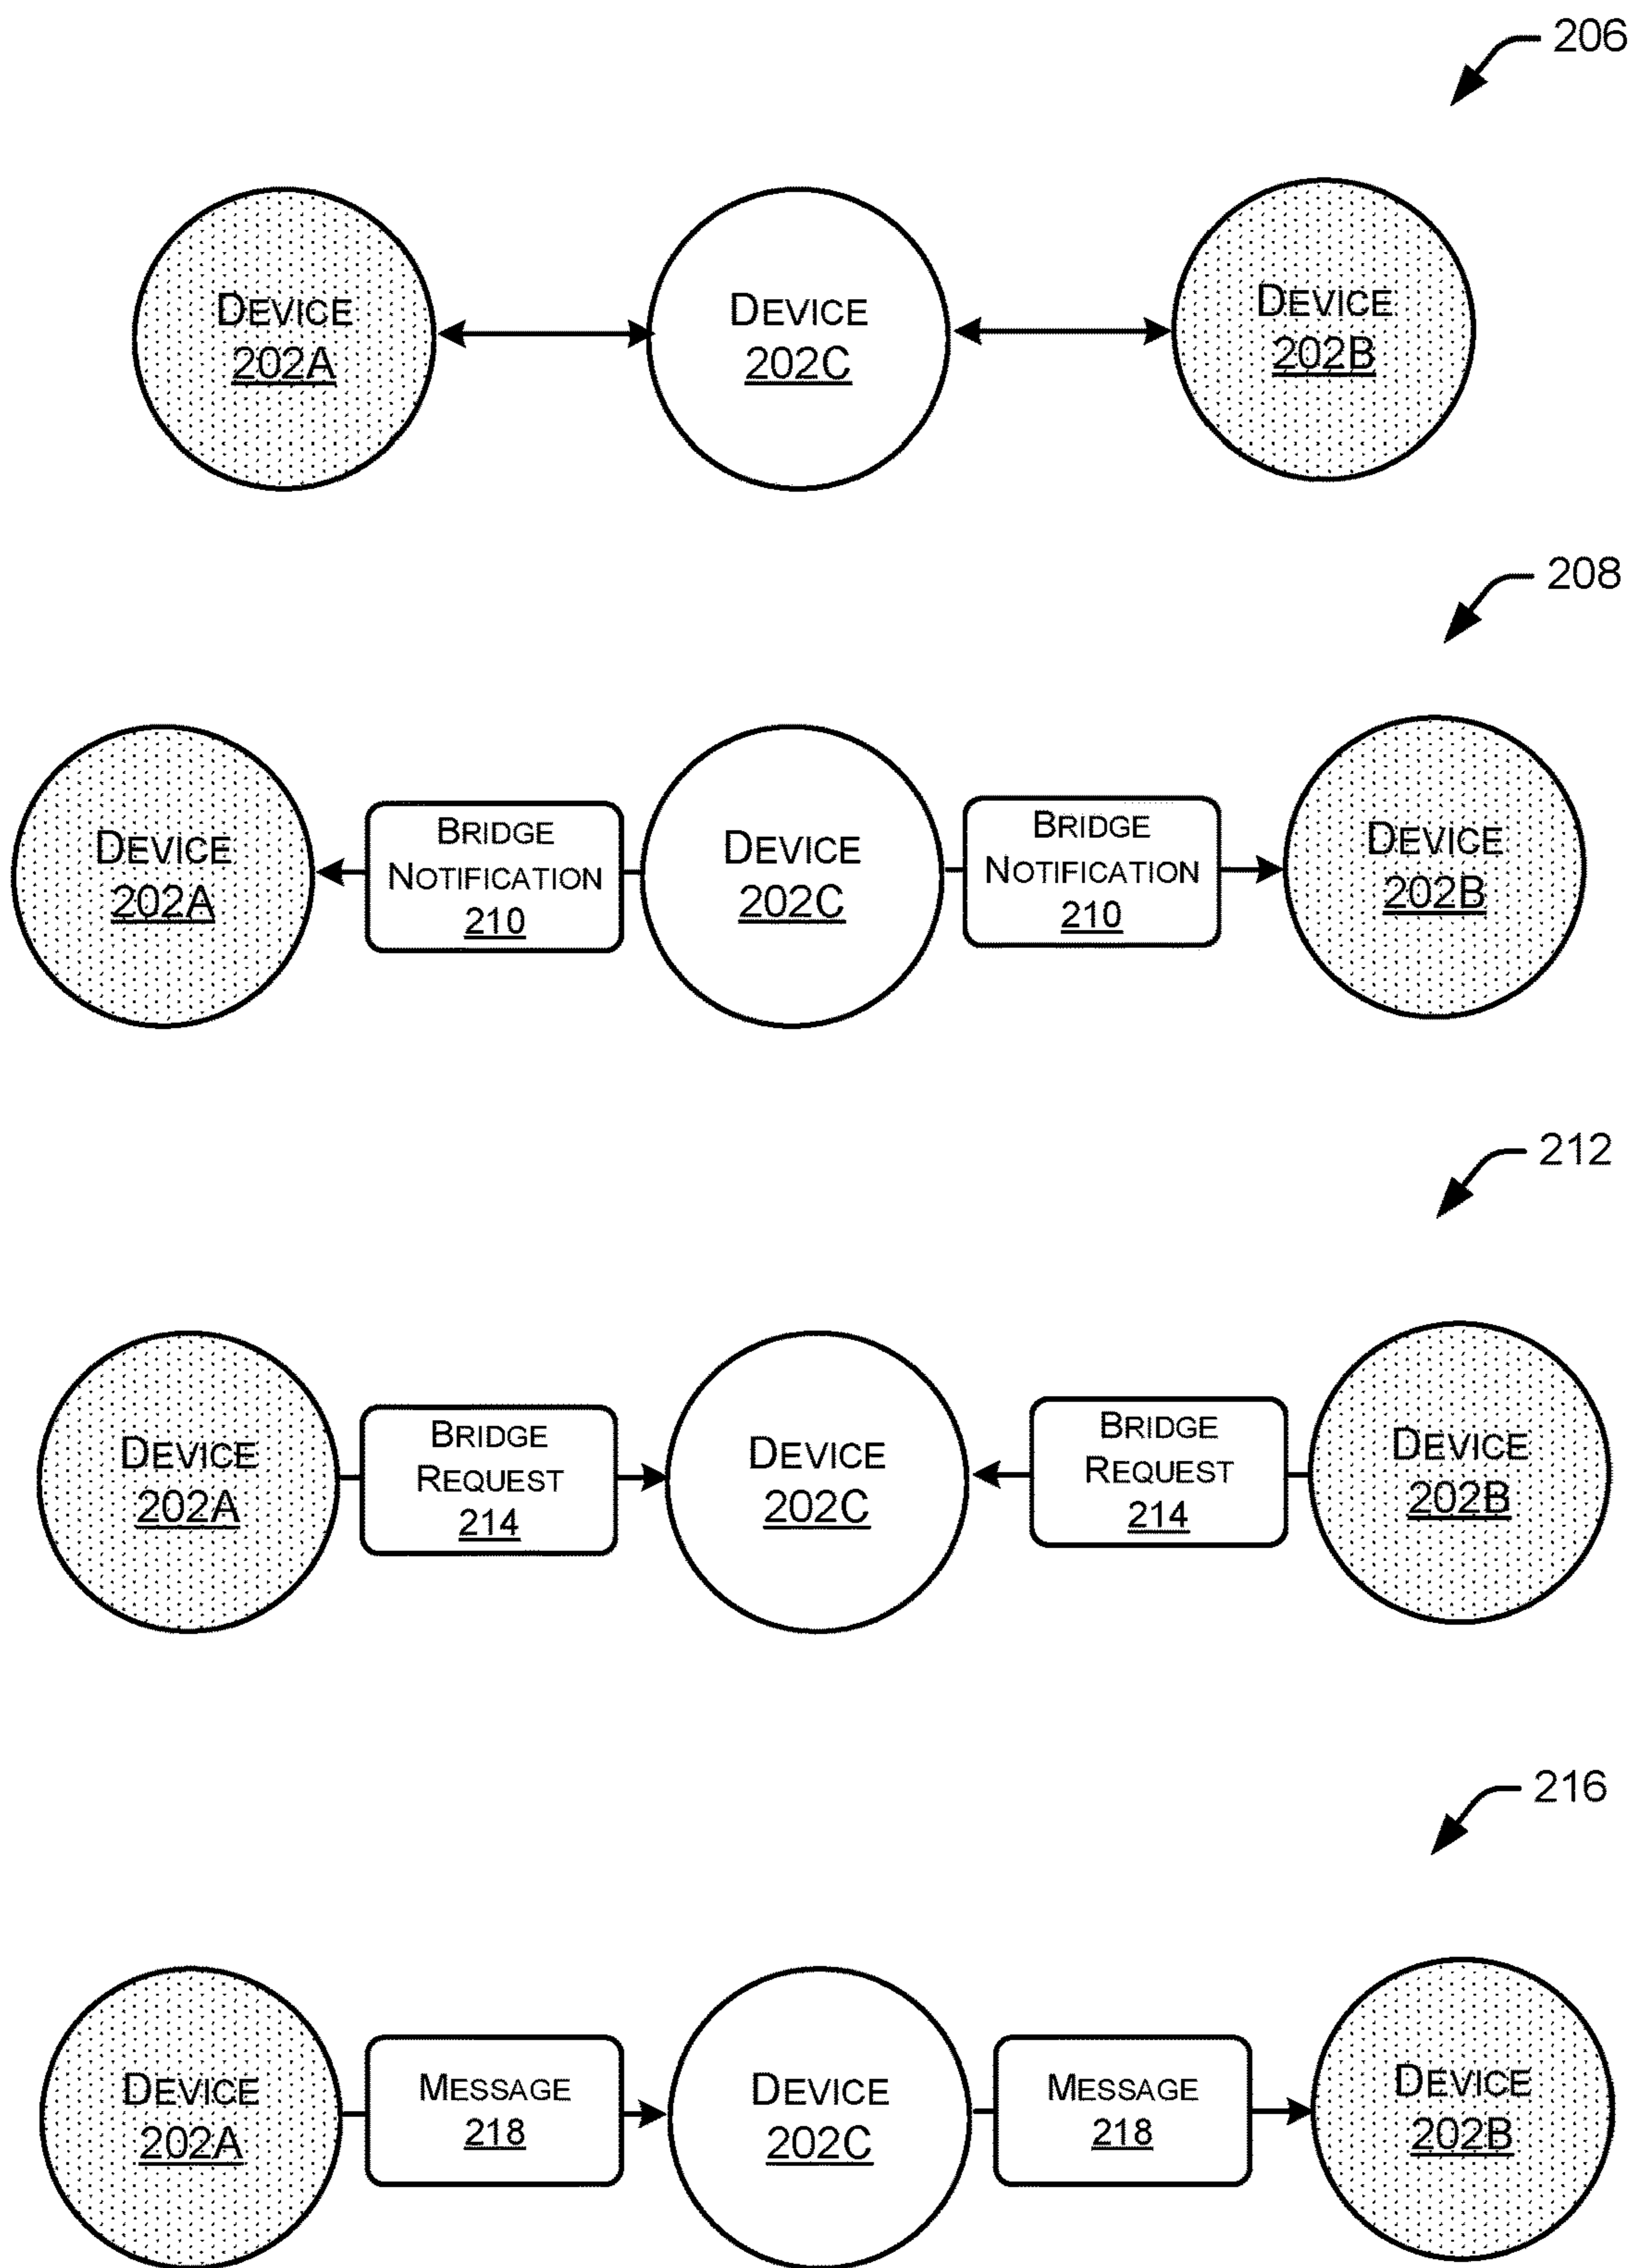 206
DEVICE
202A
DEVICE
202C
DEVICE
202B
208
DEVICE
202A
BRIDGE
NOTIFICATION
210
DEVICE
202C
BRIDGE
NOTIFICATION
210
DEVICE
202B
212
DEVICE
202A
BRIDGE
REQUEST
214
DEVICE
202C
BRIDGE
REQUEST
214
DEVICE
202B
216
DEVICE
202A
MESSAGE
218
DEVICE
202C
MESSAGE
218
DEVICE
202B